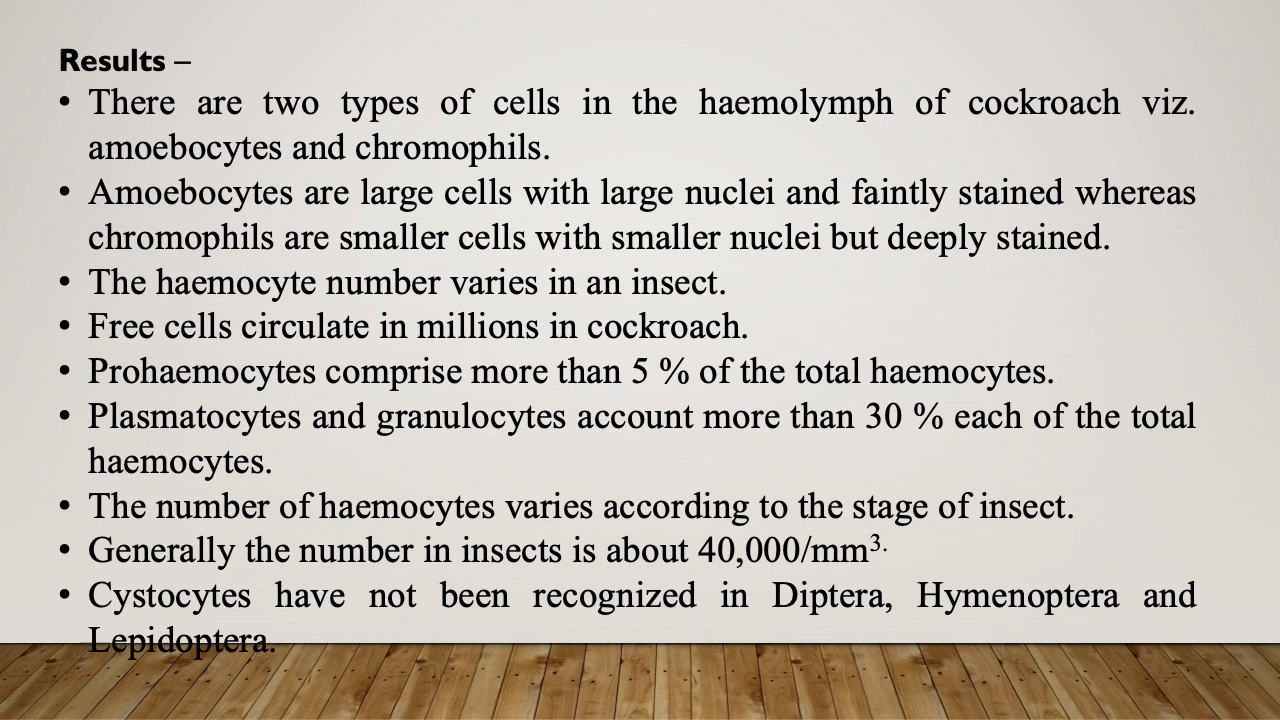 Results –
• There are two types of cells in the haemolymph of cockroach viz.
amoebocytes and chromophils.
• Amoebocytes are large cells with large nuclei and faintly stained whereas
chromophils are smaller cells with smaller nuclei but deeply stained.
• The haemocyte number varies in an insect.
• Free cells circulate in millions in cockroach.
• Prohaemocytes comprise more than 5 % of the total haemocytes.
• Plasmatocytes and granulocytes account more than 30 % each of the total
haemocytes.
• The number of haemocytes varies according to the stage of insect.
• Generally the number in insects is about 40,000/mm³.
• Cystocytes have not been recognized in Diptera, Hymenoptera and
Lepidoptera.